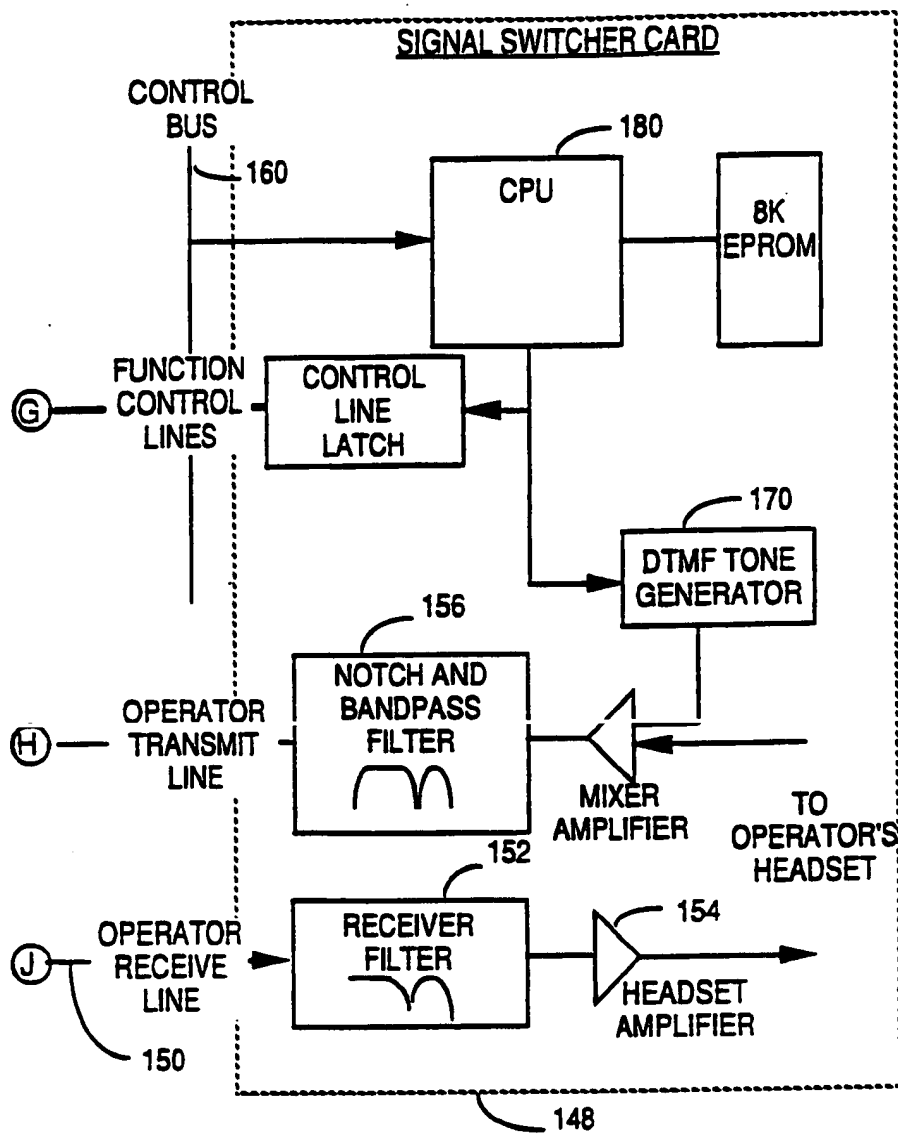 SIGNAL SWITCHER CARD
CONTROL
BUS
160
180
CPU
8K
EPROM
FUNCTION
CONTROL
LINES
G
CONTROL
LINE
LATCH
170
DTMF TONE
GENERATOR
156
NOTCH AND
BANDPASS
FILTER
OPERATOR
TRANSMIT
LINE
H
MIXER
AMPLIFIER
TO
OPERATOR'S
HEADSET
152
RECEIVER
FILTER
154
HEADSET
AMPLIFIER
OPERATOR
RECEIVE
LINE
J
150
148